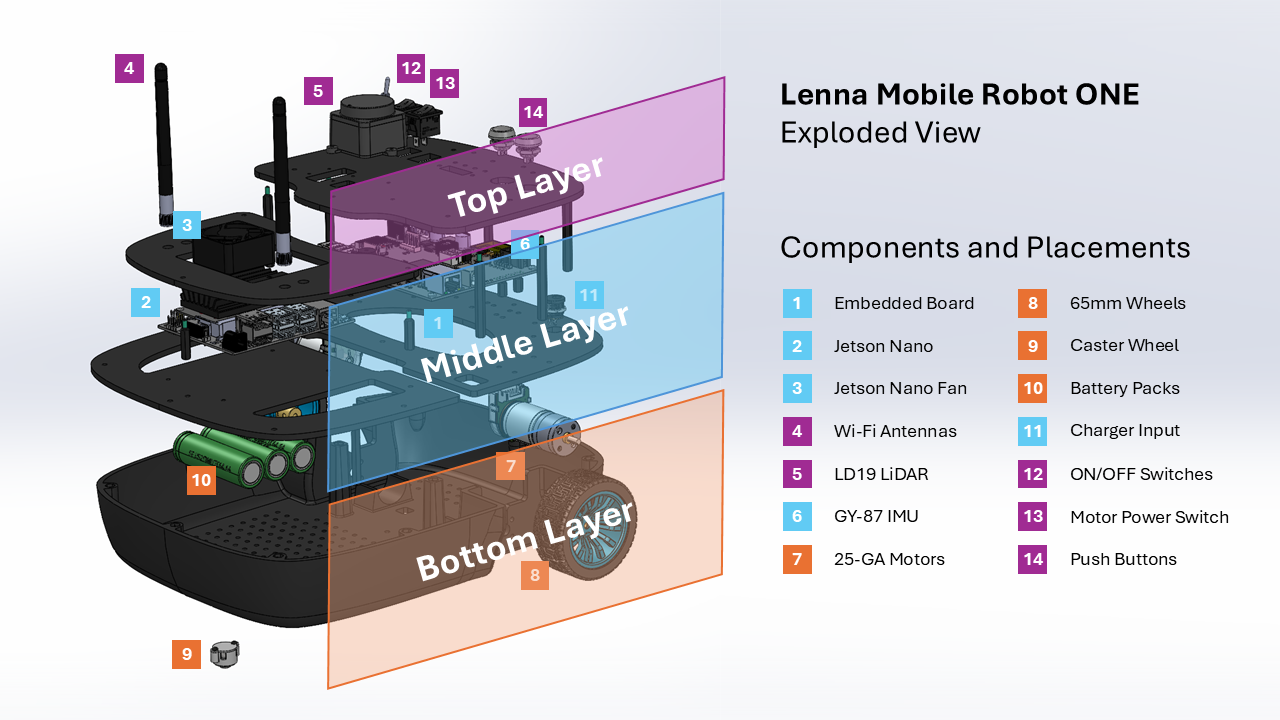 Lenna Mobile Robot ONE
Exploded View
Components and Placements
1 Embedded Board
2 Jetson Nano
3 Jetson Nano Fan
4 Wi-Fi Antennas
5 LD19 LiDAR
6 GY-87 IMU
7 25-GA Motors
8 65mm Wheels
9 Caster Wheel
10 Battery Packs
11 Charger Input
12 ON/OFF Switches
13 Motor Power Switch
14 Push Buttons
4
5
12
13
14
Top Layer
3
6
2
11
1
Middle Layer
7
10
Bottom Layer
8
9